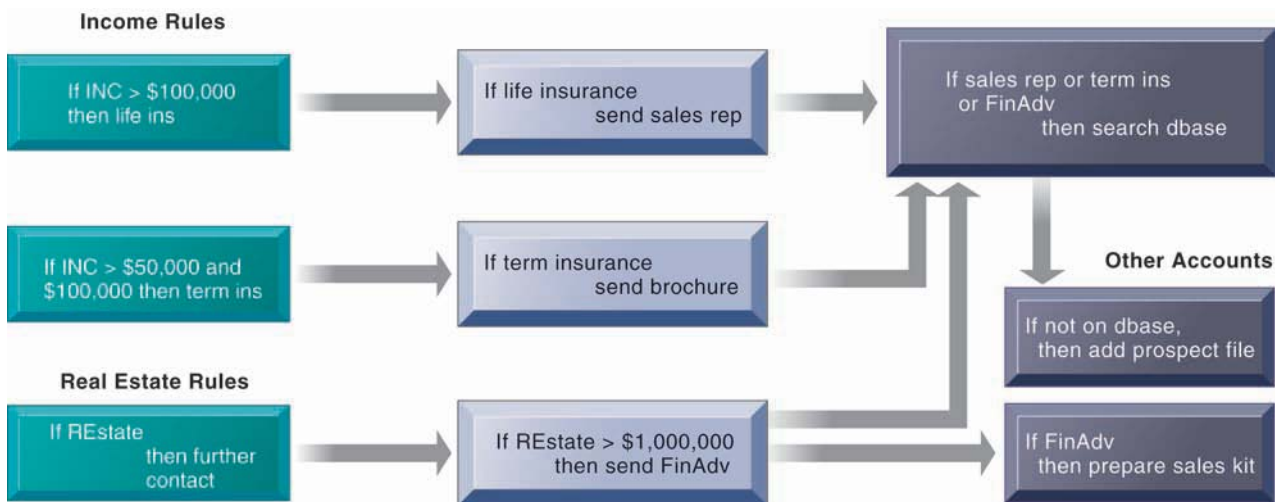 Income Rules
If INC > $100,000
then life ins
If life insurance
send sales rep
If sales rep or term ins
or FinAdv
then search dbase
If INC > $50,000 and
$100,000 then term ins
If term insurance
send brochure
Other Accounts
If not on dbase,
then add prospect file
Real Estate Rules
If REstate
then further
contact
If REstate > $1,000,000
then send FinAdv
If FinAdv
then prepare sales kit